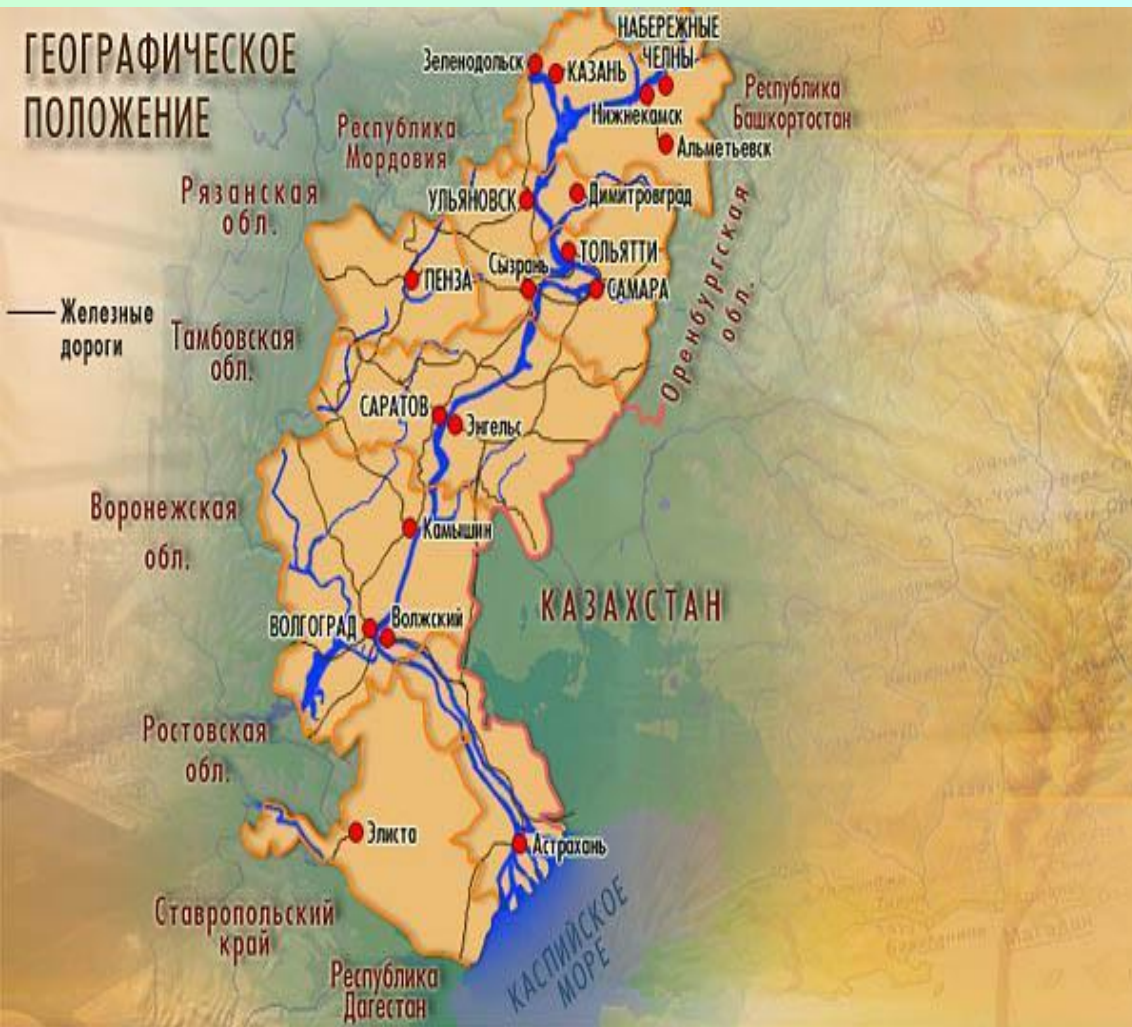 ГЕОГРАФИЧЕСКОЕ
ПОЛОЖЕНИЕ
НАБЕРЕЖНЫЕ
ЧЕЛНЫ
Зеленодольск
КАЗАНЬ
Нижнекамск
Республика
Башкортостан
Альметьевск
Республика
Мордовия
Рязанская
обл.
УЛЬЯНОВСК
Димитровград
ТОЛЬЯТТИ
Сызрань
САМАРА
ПЕНЗА
Оренбургская
обл.
Железные
дороги
Тамбовская
обл.
САРАТОВ
Энгельс
Воронежская
обл.
Камышин
КАЗАХСТАН
ВОЛГОГРАД
Волжский
Ростовская
обл.
Элиста
Астрахань
Ставропольский
край
КАСПИЙСКОЕ
МОРЕ
Республика
Дагестан
Магадан